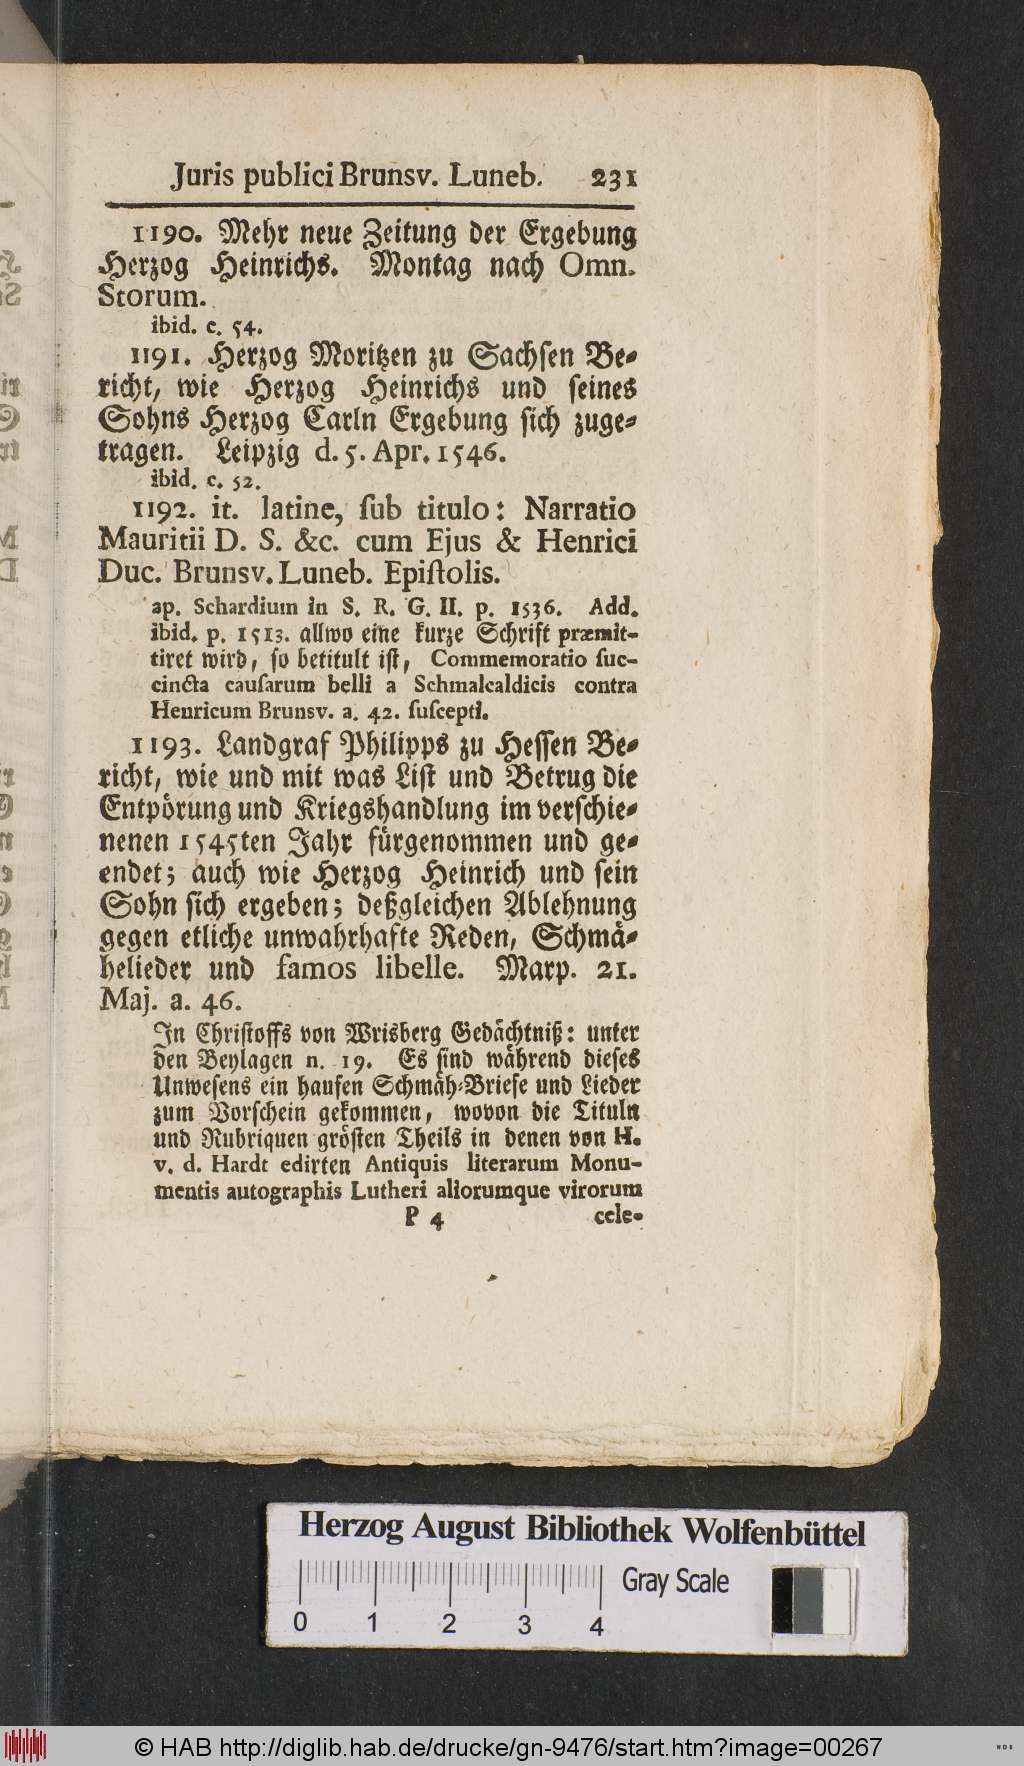 Juris publici Brunsv. Luneb. 231
1190. Mehr neue Zeitung der Ergebung
Herzog Heinrichs. Montag nach Omn.
Storum.
ibid. c. 54.
1191. Herzog Moritzen zu Sachsen Be-
richt, wie Herzog Heinrichs und seines
Sohns Herzog Carln Ergebung sich zuge-
tragen. Leipzig d. 5. Apr. 1546.
ibid. c. 52.
1192. it. latine, ſub titulo: Narratio
Mauritii D. S. &c. cum Ejus & Henrici
Duc. Brunsv. Luneb. Epiſtolis.
ap. Schardium in S. R. G. II. p. 1536. Add.
ibid. p. 1513. allwo eine kurze Schrift præmit-
tiret wird, so betitult ist, Commemoratio ſuc-
cincta cauſarum belli a Schmalcaldicis contra
Henricum Brunsv. a. 42. ſuſcepti.
1193. Landgraf Philipps zu Hessen Be-
richt, wie und mit was List und Betrug die
Entpörung und Kriegshandlung im verschie-
nenen 1545ten Jahr fürgenommen und ge-
endet; auch wie Herzog Heinrich und sein
Sohn sich ergeben; deßgleichen Ablehnung
gegen etliche unwahrhafte Reden, Schmä-
helieder und famos libelle. Marp. 21.
Maj. a. 46.
In Christoffs von Wrisberg Gedächtniß: unter
den Beylagen n. 19. Es sind während dieses
Unwesens ein haufen Schmäh-Briefe und Lieder
zum Vorschein gekommen, wovon die Tituln
und Rubriquen grösten Theils in denen von H.
v. d. Hardt edirten Antiquis literarum Monu-
mentis autographis Lutheri aliorumque virorum
P 4 cele-
Herzog August Bibliothek Wolfenbüttel
Gray Scale
0 1 2 3 4
© HAB http://diglib.hab.de/drucke/gn-9476/start.htm?image=00267